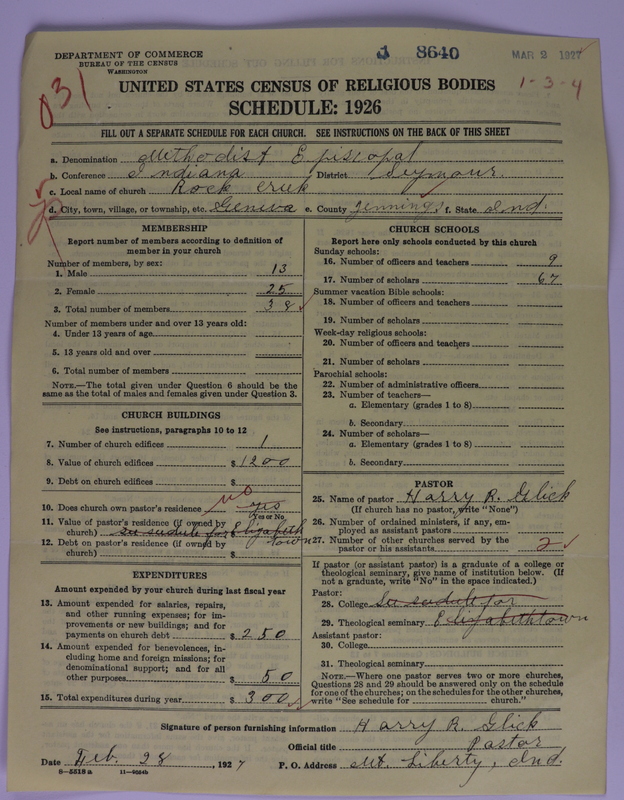 DEPARTMENT OF COMMERCE
BUREAU OF THE CENSUS
WASHINGTON
J 8640
MAR 2 1927
UNITED STATES CENSUS OF RELIGIOUS BODIES
1-3-4
031
SCHEDULE: 1926
FILL OUT A SEPARATE SCHEDULE FOR EACH CHURCH. SEE INSTRUCTIONS ON THE BACK OF THIS SHEET
a. Denomination Methodist Episcopal
b. Conference Indiana District Seymour.
c. Local name of church Rock Creek
d. City, town, village, or township, etc. Geneva e. County Jennings, f. State Ind.
MEMBERSHIP
Report number of members according to definition of
member in your church
Number of members, by sex:
1. Male 13
2. Female 25
3. Total number of members 38
Number of members under and over 13 years old:
4. Under 13 years of age
5. 13 years old and over
6. Total number of members
NOTE.—The total given under Question 6 should be the
same as the total of males and females given under Question 3.
CHURCH BUILDINGS
See instructions, paragraphs 10 to 12
7. Number of church edifices 1
8. Value of church edifices $1200
9. Debt on church edifices $
no
10. Does church own pastor's residence yes
(Yes or No)
11. Value of pastor's residence (if owned by
church) see sudule for Elizabeth
12. Debt on pastor's residence (if owned by town
church) $
EXPENDITURES
Amount expended by your church during last fiscal year
13. Amount expended for salaries, repairs,
and other running expenses; for im-
provements or new buildings; and for
payments on church debt $250
14. Amount expended for benevolences, in-
cluding home and foreign missions; for
denominational support; and for all
other purposes $50
15. Total expenditures during year $300
CHURCH SCHOOLS
Report here only schools conducted by this church
Sunday schools:
16. Number of officers and teachers 9
17. Number of scholars 67
Summer vacation Bible schools:
18. Number of officers and teachers
19. Number of scholars
Week-day religious schools:
20. Number of officers and teachers
21. Number of scholars
Parochial schools:
22. Number of administrative officers
23. Number of teachers—
a. Elementary (grades 1 to 8)
b. Secondary
24. Number of scholars—
a. Elementary (grades 1 to 8)
b. Secondary
PASTOR
25. Name of pastor Harry R. Glick
(If church has no pastor, write "None")
26. Number of ordained ministers, if any, em-
ployed as assistant pastors
27. Number of other churches served by the
pastor or his assistants 2
If pastor (or assistant pastor) is a graduate of a college or
theological seminary, give name of institution below. (If
not a graduate, write "No" in the space indicated.)
Pastor:
28. College See sudule for
29. Theological seminary Elizabethtown
Assistant pastor:
30. College
31. Theological seminary
NOTE.—Where one pastor serves two or more churches,
Questions 28 and 29 should be answered only on the schedule
for one of the churches; on the schedules for the other churches,
write "See schedule for church."
Signature of person furnishing information Harry R. Glick
Official title Pastor
Date Feb. 28, 1927 P. O. Address Mt. Liberty, Ind.
8-5518 a 11-9024b